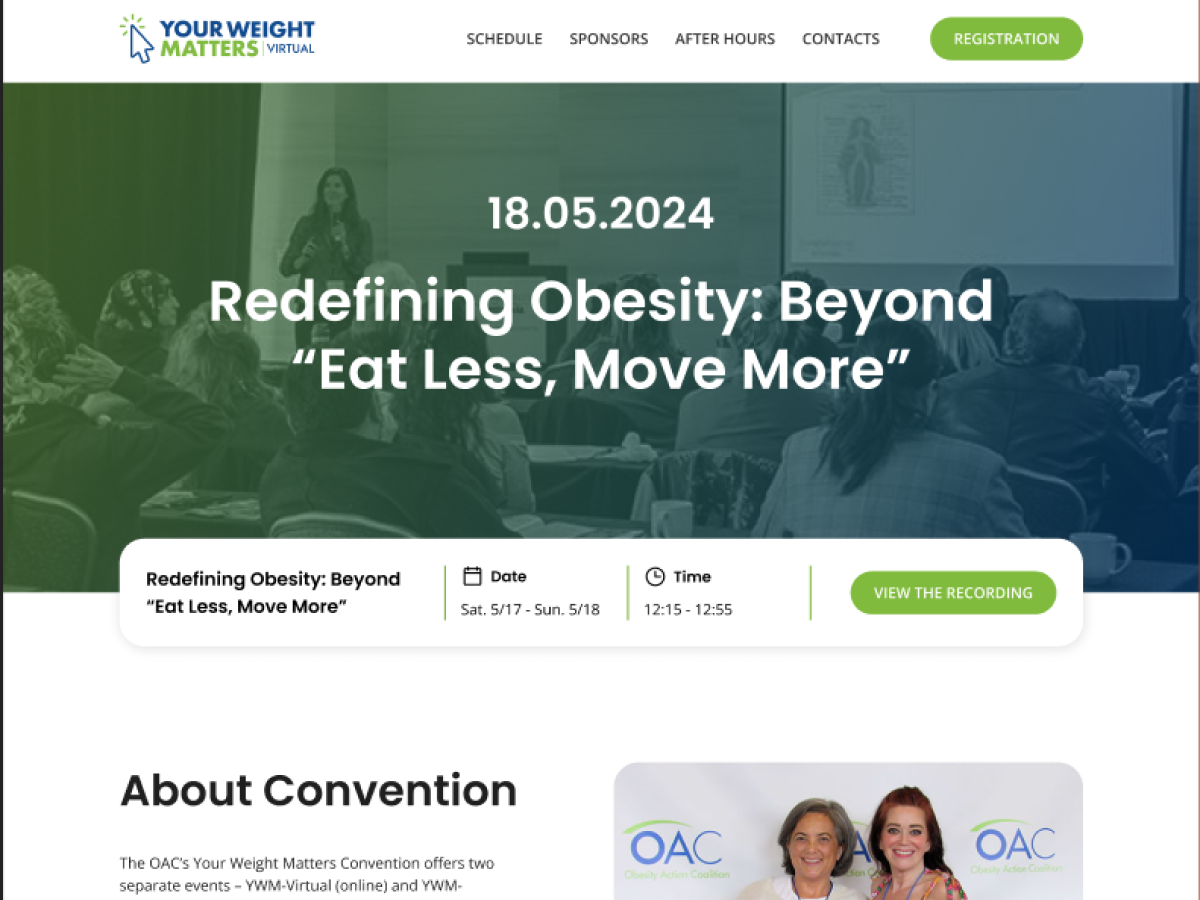 YOUR WEIGHT
MATTERS VIRTUAL
SCHEDULE SPONSORS AFTER HOURS CONTACTS REGISTRATION
18.05.2024
Redefining Obesity: Beyond
“Eat Less, Move More”
Redefining Obesity: Beyond
“Eat Less, Move More”
Date
Sat. 5/17 - Sun. 5/18
Time
12:15 - 12:55
VIEW THE RECORDING
About Convention
The OAC’s Your Weight Matters Convention offers two
separate events – YWM-Virtual (online) and YWM-
OAC
Obesity Action Coalition
OAC
Obesity Action Coalition